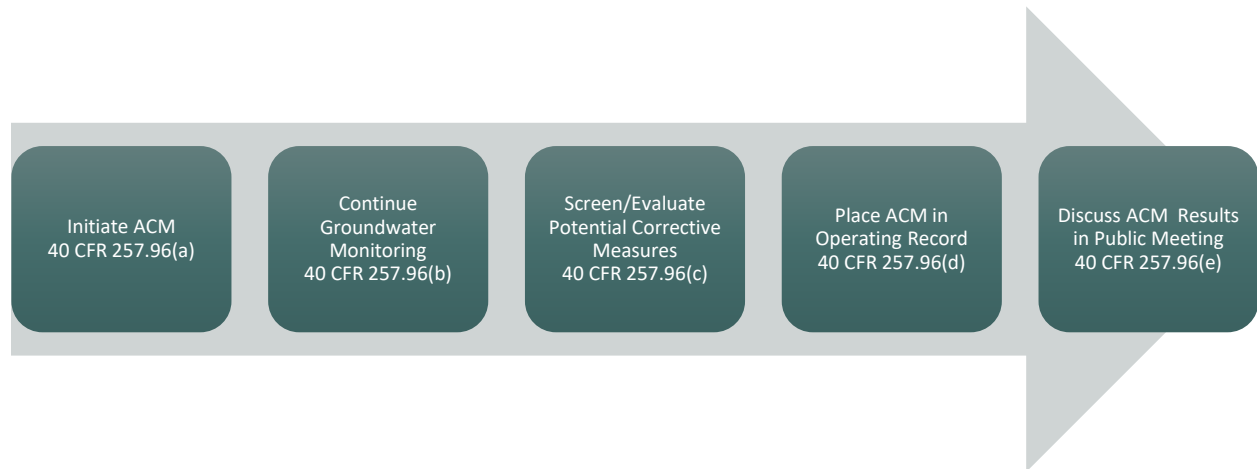 Initiate ACM
40 CFR 257.96(a)
Continue
Groundwater
Monitoring
40 CFR 257.96(b)
Screen/Evaluate
Potential Corrective
Measures
40 CFR 257.96(c)
Place ACM in
Operating Record
40 CFR 257.96(d)
Discuss ACM  Results
in Public Meeting
40 CFR 257.96(e)